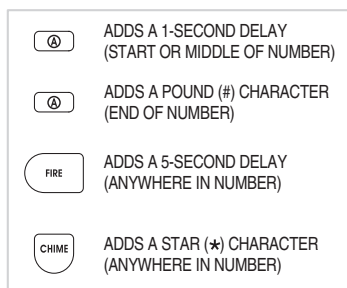 Ⓐ ADDS A 1-SECOND DELAY
(START OR MIDDLE OF NUMBER)
Ⓐ ADDS A POUND (#) CHARACTER
(END OF NUMBER)
FIRE ADDS A 5-SECOND DELAY
(ANYWHERE IN NUMBER)
CHIME ADDS A STAR (★) CHARACTER
(ANYWHERE IN NUMBER)